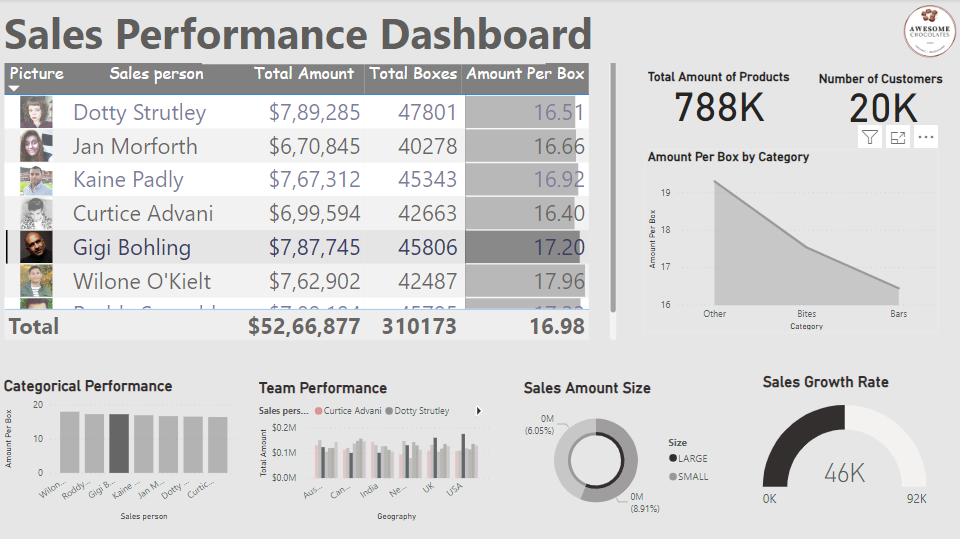 Sales Performance Dashboard
AWESOME
CHOCOLATES
Picture Sales person Total Amount Total Boxes Amount Per Box
Dotty Strutley $7,89,285 47801 16.51
Jan Morforth $6,70,845 40278 16.66
Kaine Padly $7,67,312 45343 16.92
Curtice Advani $6,99,594 42663 16.40
Gigi Bohling $7,87,745 45806 17.20
Wilone O'Kielt $7,62,902 42487 17.96
Total $52,66,877 310173 16.98
Total Amount of Products
788K
Number of Customers
20K
Amount Per Box by Category
Amount Per Box
19
18
17
16
Other Bites Bars
Category
Categorical Performance
Amount Per Box
20
10
0
Wilon... Roddy... Gigi B... Kaine ... Jan M... Dotty ... Curtic...
Sales person
Team Performance
Sales pers... Curtice Advani Dotty Strutley
Total Amount
$0.2M
$0.1M
$0.0M
Aus... Can... India Ne... UK USA
Geography
Sales Amount Size
0M
(6.05%)
0M
(8.91%)
Size
LARGE
SMALL
Sales Growth Rate
46K
0K 92K